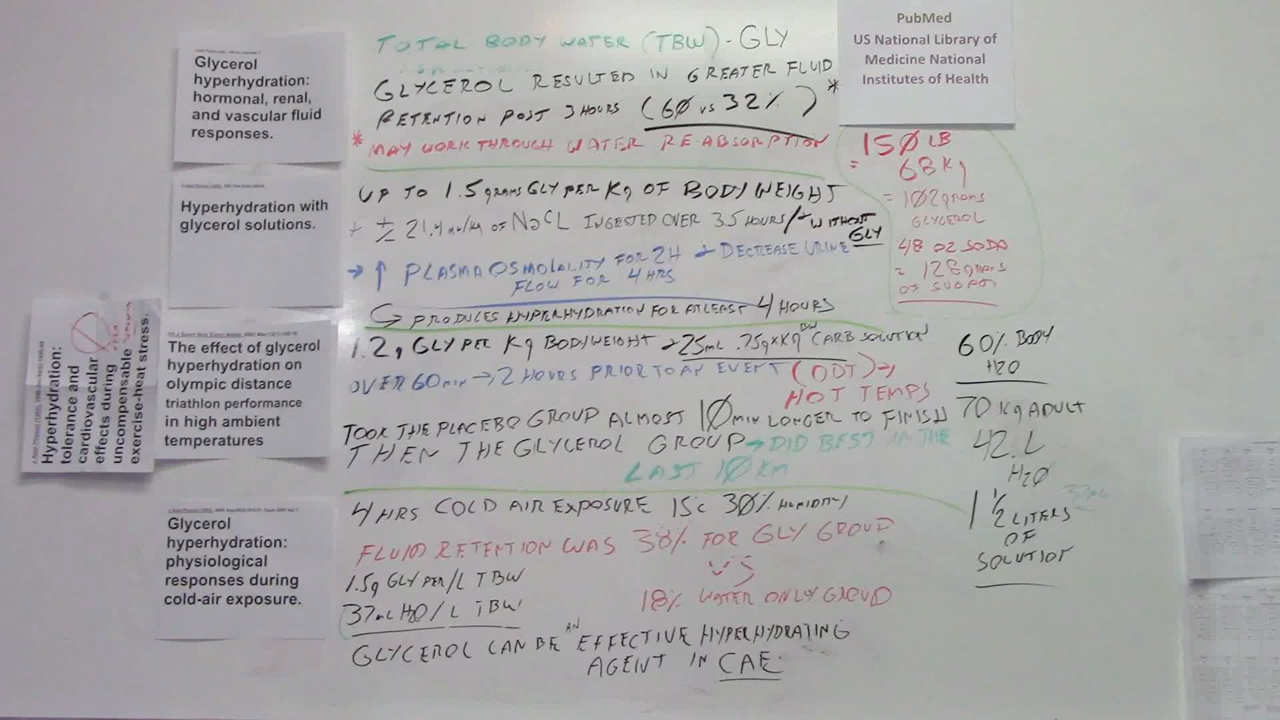 PubMed
US National Library of
Medicine National
Institutes of Health
TOTAL BODY WATER (TBW) - GLY
GLYCEROL RESULTED IN GREATER FLUID
RETENTION POST 3 HOURS (60 vs 32%) *
* MAY WORK THROUGH WATER RE-ABSORPTION
Glycerol
hyperhydration:
hormonal, renal,
and vascular fluid
responses.
Hyperhydration with
glycerol solutions.
UP TO 1.5 grams GLY PER Kg OF BODYWEIGHT
NaCL INGESTED OVER 3.5 HOURS/ WITHOUT
GLY
→ ↑ PLASMA OSMOLALITY FOR 2H & DECREASE URINE
FLOW FOR 4 HRS
↳ PRODUCES HYPERHYDRATION FOR ATLEAST 4 HOURS
150 LB
= 68 Kg
= 102 grams
GLYCEROL
48 OZ SODA
= 128 grams
OF SUGAR
Hyperhydration:
tolerance and
cardiovascular
effects during
uncompensable
exercise-heat stress.
The effect of glycerol
hyperhydration on
olympic distance
triathlon performance
in high ambient
temperatures
1.2g GLY PER Kg BODYWEIGHT & 25mL .75g x Kg BW CARB SOLUTION
OVER 60 min → 2 HOURS PRIOR TO AN EVENT (ODT) →
HOT TEMPS
TOOK THE PLACEBO GROUP ALMOST 10 min LONGER TO FINISH
THEN THE GLYCEROL GROUP → DID BEST IN THE
LAST 10 KM
60% BODY
H2O
70 Kg ADULT
42 L
H2O
1 1/2 LITERS
OF
SOLUTION
Glycerol
hyperhydration:
physiological
responses during
cold-air exposure.
4 HRS COLD AIR EXPOSURE 15c 30% HUMIDITY
FLUID RETENTION WAS 38% FOR GLY GROUP
VS
1.5g GLY PER/L TBW
18% WATER ONLY GROUP
37mL H2O/L TBW
GLYCEROL CAN BE AN EFFECTIVE HYPERHYDRATING
AGENT IN CAE